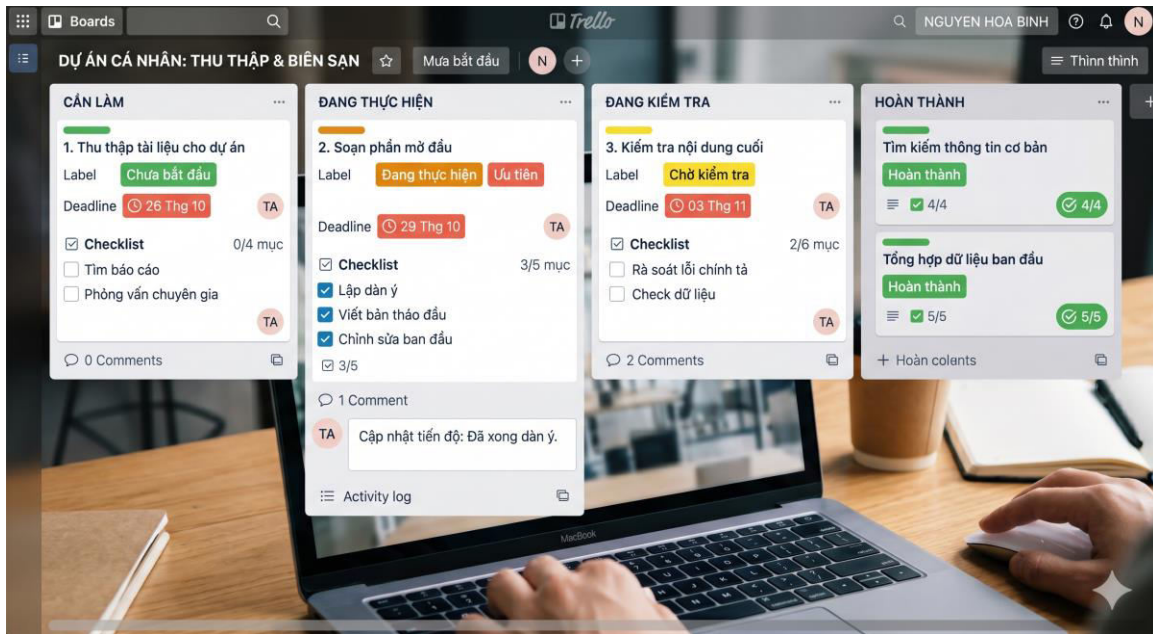 Boards
Trello
NGUYEN HOA BINH
N
DỰ ÁN CÁ NHÂN: THU THẬP & BIÊN SẠN
Mưa bắt đầu
N
Thìnn thình
CẦN LÀM
1. Thu thập tài liệu cho dự án
Label Chưa bắt đầu
Deadline 26 Thg 10 TA
Checklist 0/4 mục
Tìm báo cáo
Phỏng vấn chuyên gia
TA
0 Comments
ĐANG THỰC HIỆN
2. Soạn phần mở đầu
Label Đang thực hiện Ưu tiên
Deadline 29 Thg 10 TA
Checklist 3/5 mục
Lập dàn ý
Viết bản thảo đầu
Chỉnh sửa ban đầu
3/5
1 Comment
TA Cập nhật tiến độ: Đã xong dàn ý.
Activity log
ĐANG KIỂM TRA
3. Kiểm tra nội dung cuối
Label Chờ kiểm tra
Deadline 03 Thg 11 TA
Checklist 2/6 mục
Rà soát lỗi chính tả
Check dữ liệu
TA
2 Comments
HOÀN THÀNH
Tìm kiếm thông tin cơ bản
Hoàn thành
4/4 4/4
Tổng hợp dữ liệu ban đầu
Hoàn thành
5/5 5/5
+ Hoàn colents
MacBook